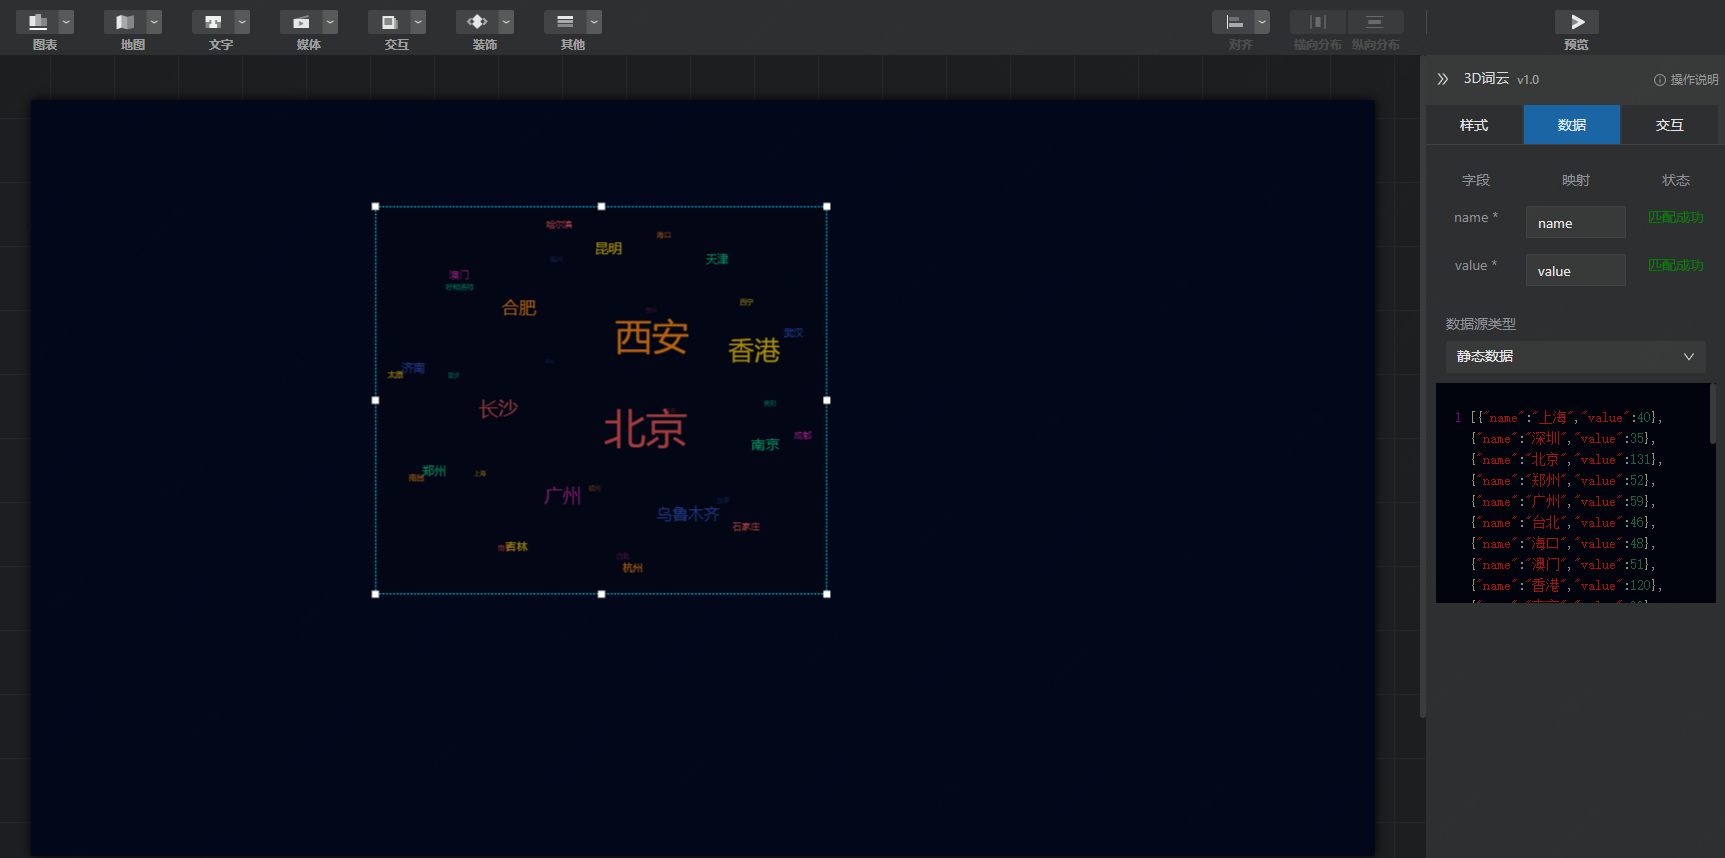 图表 地图 文字 媒体 交互 装饰 其他 对齐 横向分布 纵向分布 预览
3D词云 v1.0 操作说明
样式 数据 交互
字段 映射 状态
name * name 匹配成功
value * value 匹配成功
数据源类型
静态数据
1 [{"name":"上海","value":40},
{"name":"深圳","value":35},
{"name":"北京","value":131},
{"name":"郑州","value":52},
{"name":"广州","value":59},
{"name":"台北","value":46},
{"name":"海口","value":48},
{"name":"澳门","value":51},
{"name":"香港","value":120},
哈尔滨
海口
昆明
天津
澳门
呼和浩特
合肥
西宁
西安
武汉
香港
济南
太原
长沙
北京
成都
南京
郑州
南昌
上海
广州
乌鲁木齐
石家庄
吉林
杭州